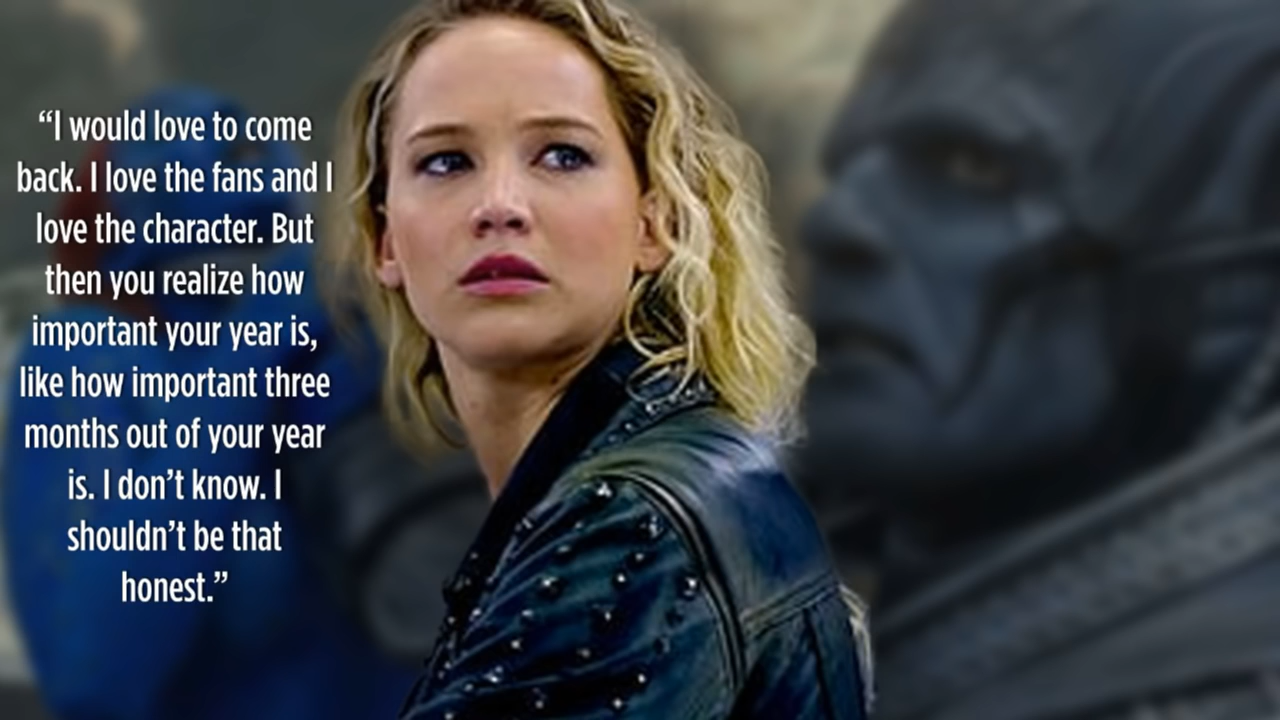 “I would love to come
back. I love the fans and I
love the character. But
then you realize how
important your year is,
like how important three
months out of your year
is. I don’t know. I
shouldn’t be that
honest.”